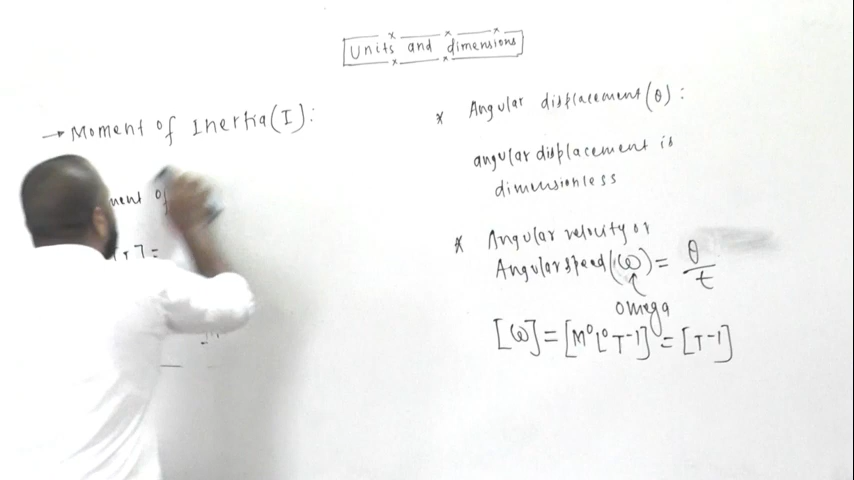 Units and dimensions
→ Moment of Inertia (I) :
ment of
* Angular displacement (θ) :
angular displacement is
dimensionless
* Angular velocity or
Angular speed (ω) = θ/t
omega
[ω] = [M⁰L⁰T-1] = [T-1]